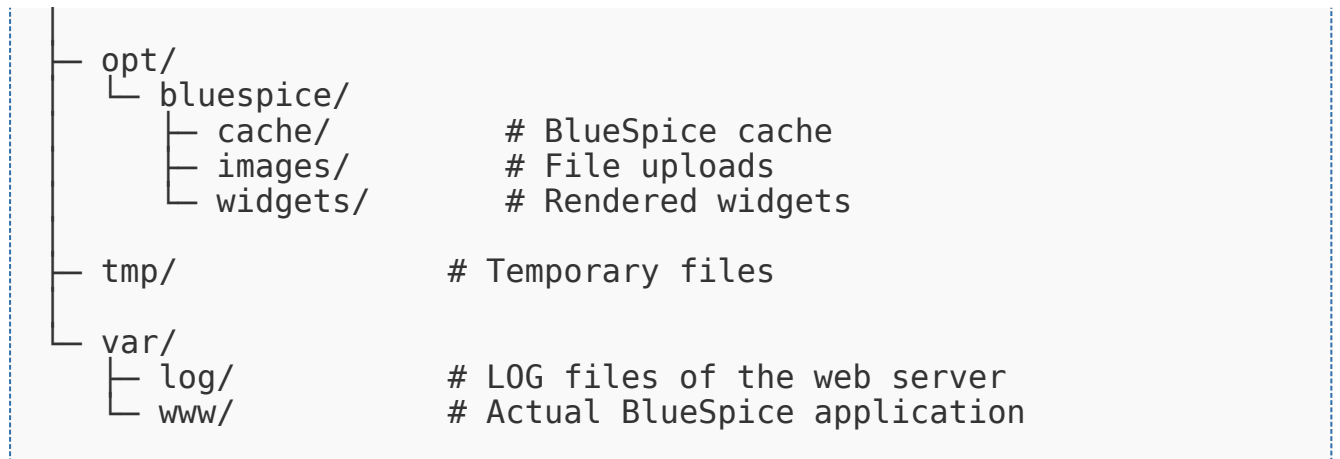 │
├─ opt/
│  └─ bluespice/
│     ├─ cache/         # BlueSpice cache
│     ├─ images/        # File uploads
│     └─ widgets/       # Rendered widgets
│
├─ tmp/              # Temporary files
│
└─ var/
   ├─ log/           # LOG files of the web server
   └─ www/           # Actual BlueSpice application